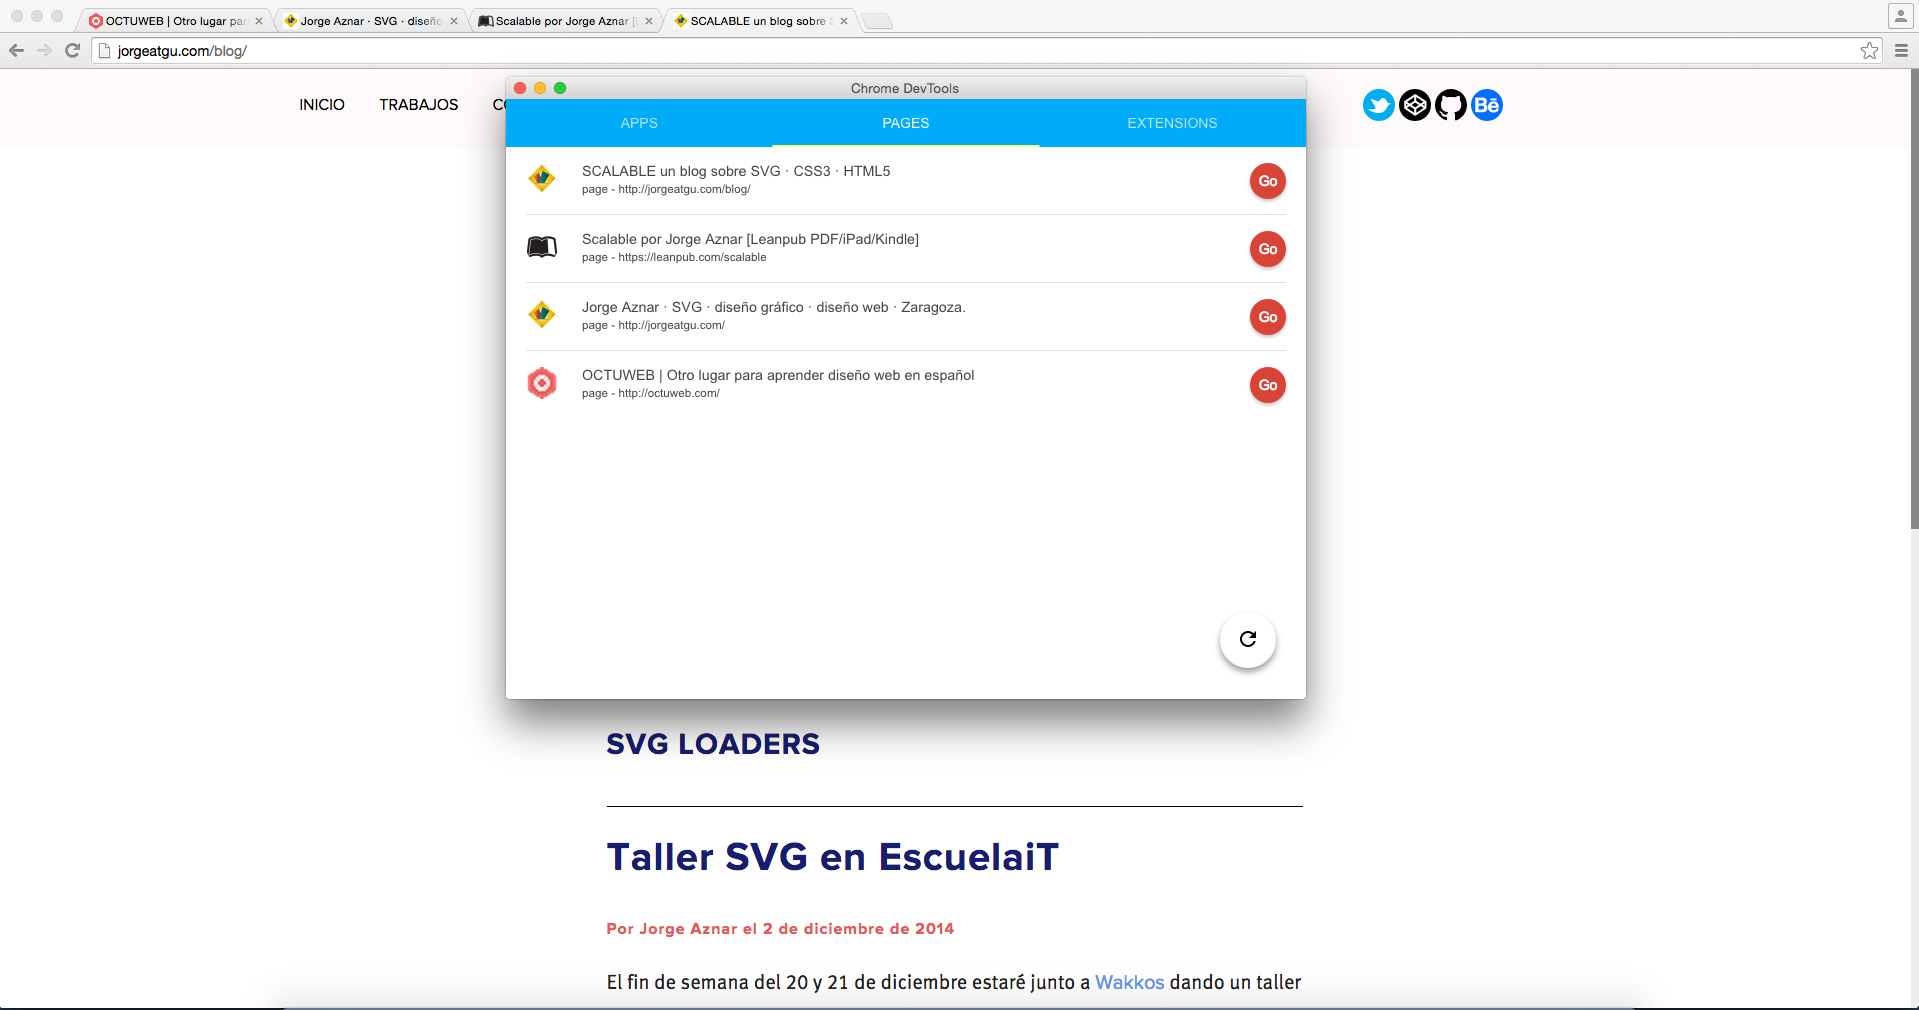 OCTUWEB | Otro lugar par
Jorge Aznar · SVG · diseño
Scalable por Jorge Aznar [L
SCALABLE un blog sobre S
jorgeatgu.com/blog/
INICIO
TRABAJOS
Bē
Chrome DevTools
APPS
PAGES
EXTENSIONS
SCALABLE un blog sobre SVG · CSS3 · HTML5
page - http://jorgeatgu.com/blog/
Go
Scalable por Jorge Aznar [Leanpub PDF/iPad/Kindle]
page - https://leanpub.com/scalable
Go
Jorge Aznar · SVG · diseño gráfico · diseño web · Zaragoza.
page - http://jorgeatgu.com/
Go
OCTUWEB | Otro lugar para aprender diseño web en español
page - http://octuweb.com/
Go
SVG LOADERS
Taller SVG en EscuelaiT
Por Jorge Aznar el 2 de diciembre de 2014
El fin de semana del 20 y 21 de diciembre estaré junto a Wakkos dando un taller